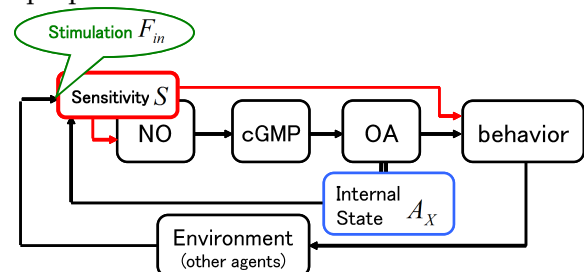 Stimulation F_in
Sensitivity S
NO
cGMP
OA
behavior
Internal
State A_X
Environment
(other agents)